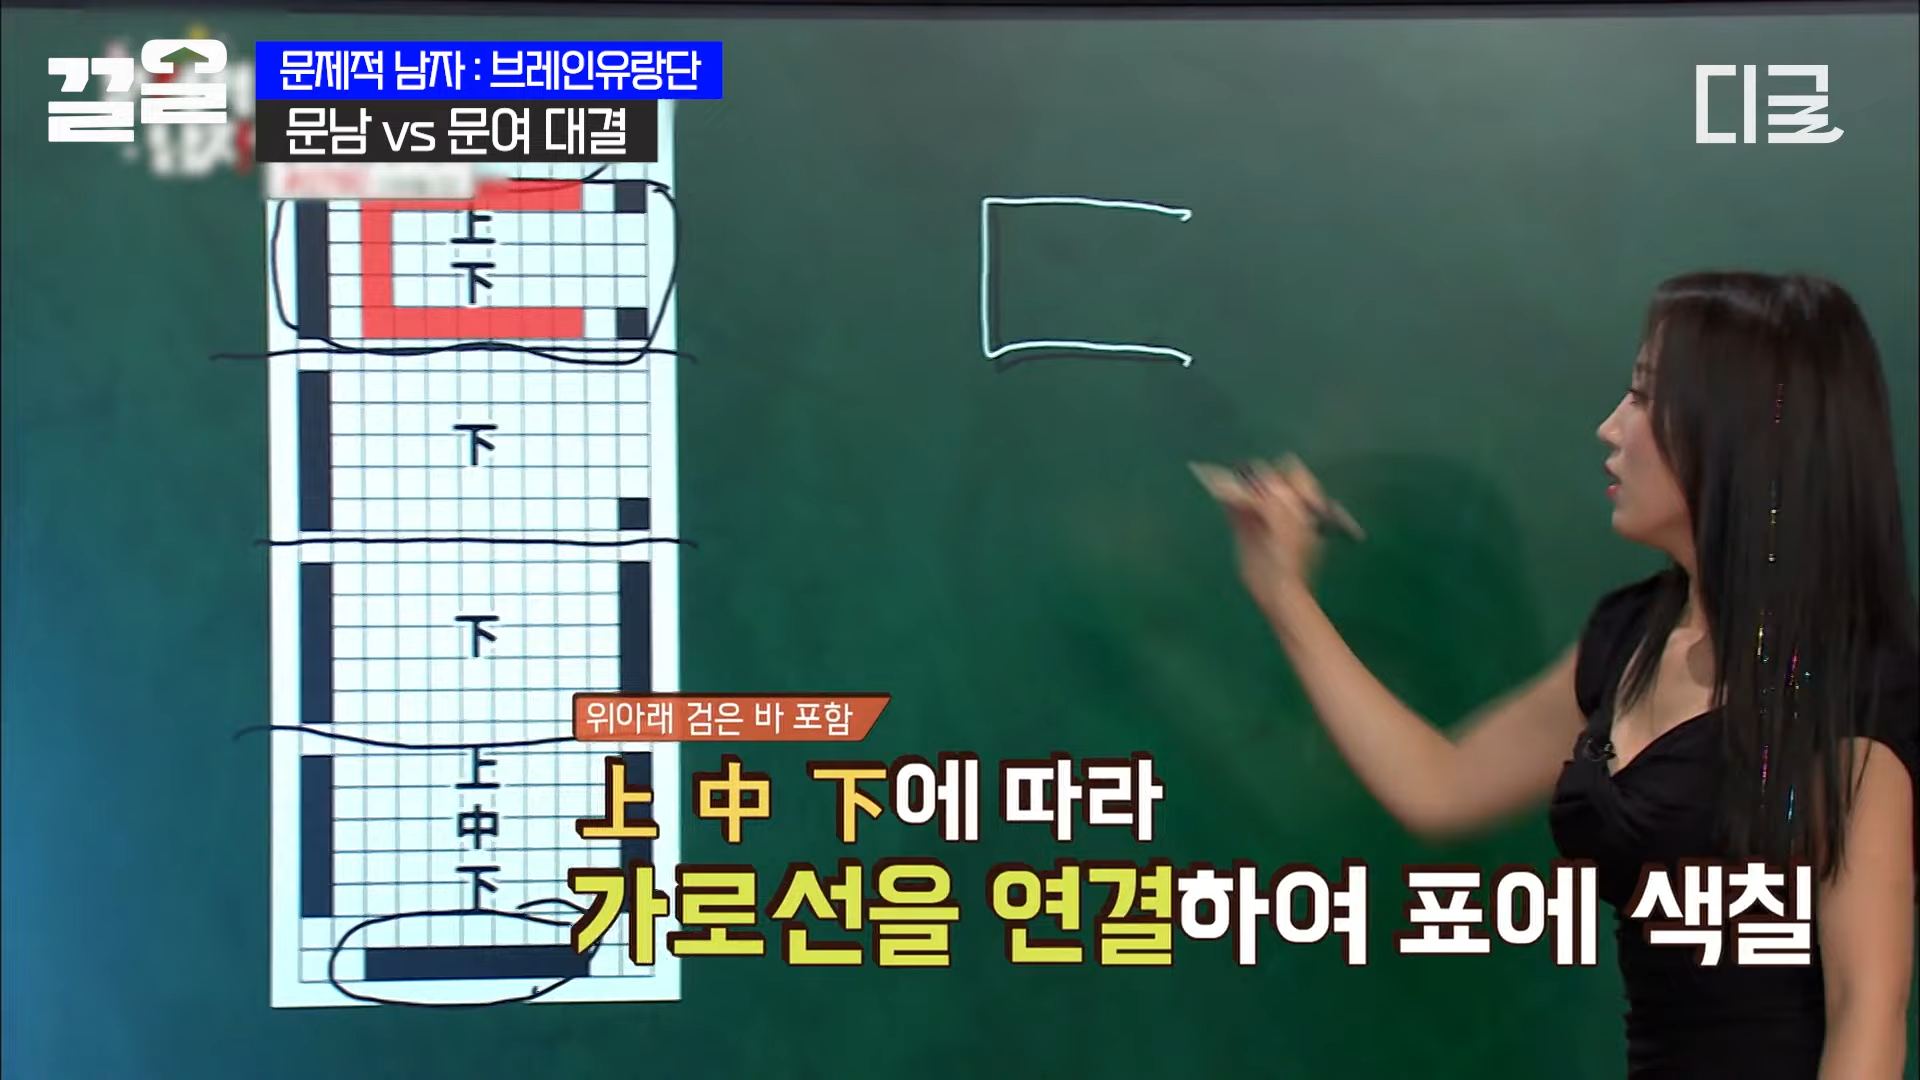 끌올
문제적 남자 : 브레인유랑단
문남 vs 문여 대결
디글
上
下
下
下
上
中
下
위아래 검은 바 포함
上 中 下에 따라
가로선을 연결하여 표에 색칠